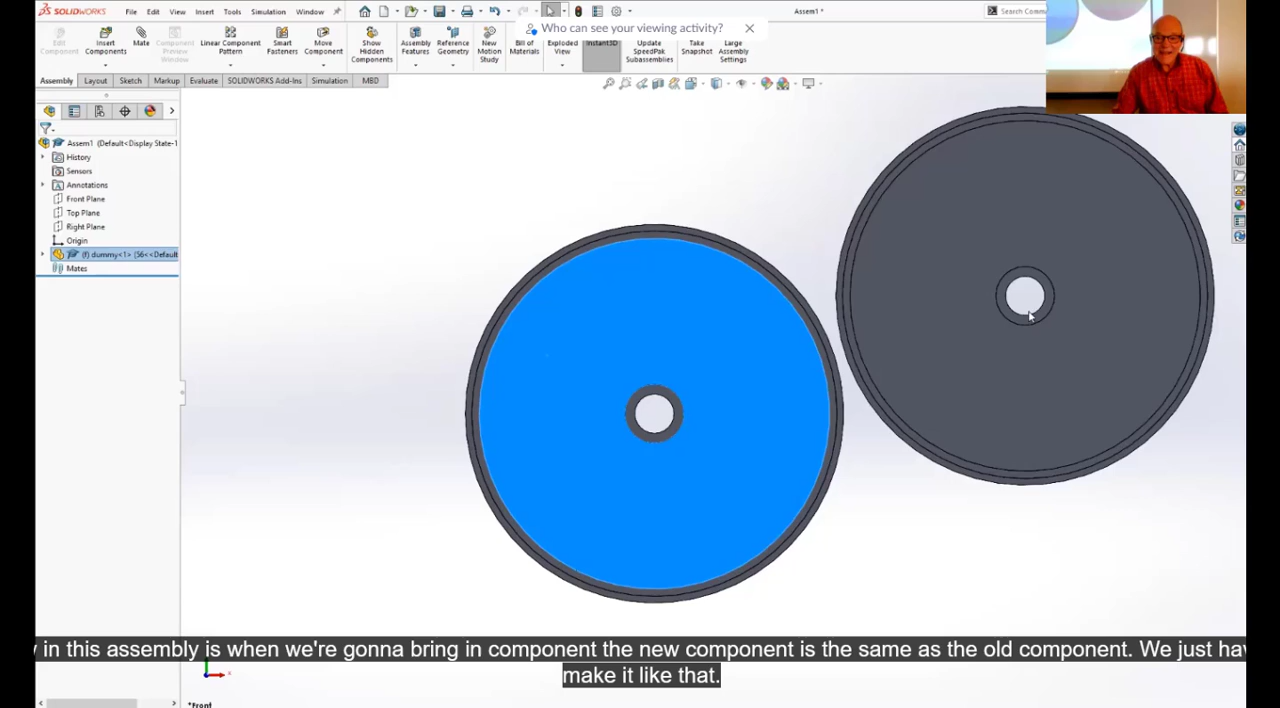 SOLIDWORKS File Edit View Insert Tools Simulation Window Assem1 * Search Comm
Who can see your viewing activity?
Edit Component
Insert Components
Mate
Component Preview Window
Linear Component Pattern
Smart Fasteners
Move Component
Show Hidden Components
Assembly Features
Reference Geometry
New Motion Study
Bill of Materials
Exploded View
Instant3D
Update SpeedPak Subassemblies
Take Snapshot
Large Assembly Settings
Assembly Layout Sketch Markup Evaluate SOLIDWORKS Add-Ins Simulation MBD
Assem1 (Default<Display State-1
History
Sensors
Annotations
Front Plane
Top Plane
Right Plane
Origin
(f) dummy<1> (56<<Default
Mates
in this assembly is when we're gonna bring in component the new component is the same as the old component. We just
make it like that.
*Front